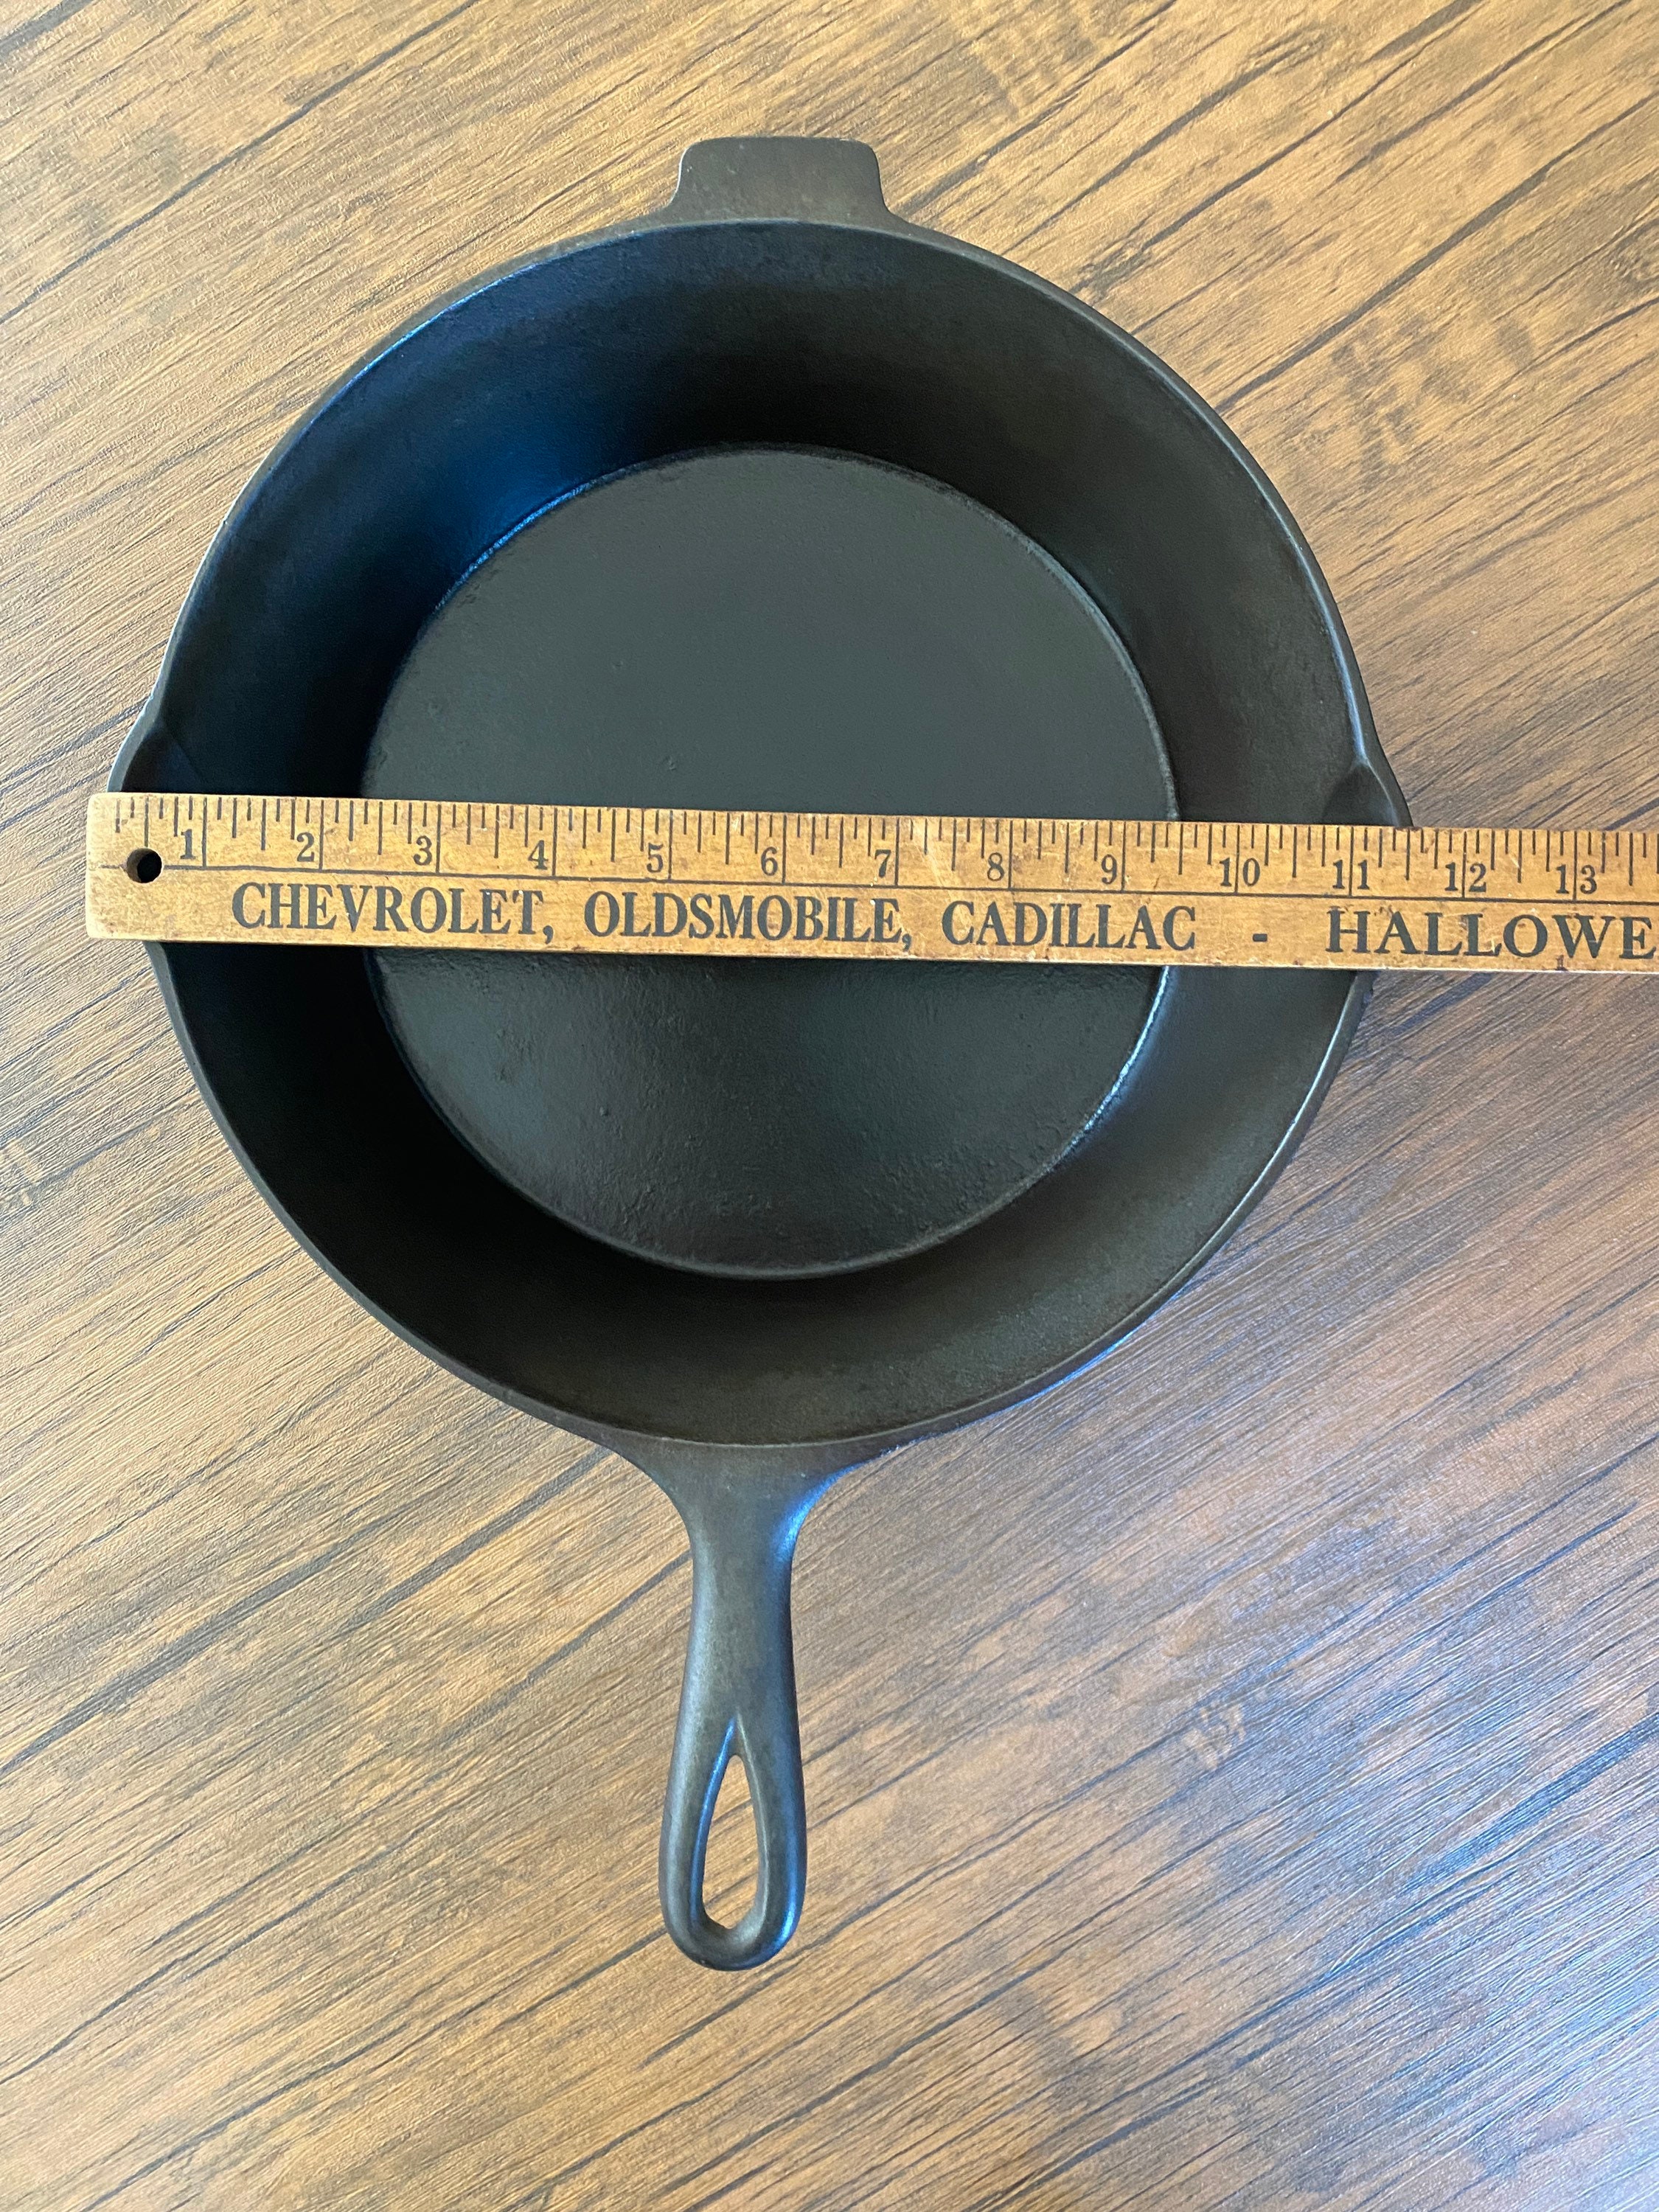 1 2 3 4 5 6 7 8 9 10 11 12 13
CHEVROLET, OLDSMOBILE, CADILLAC - HALLOWE